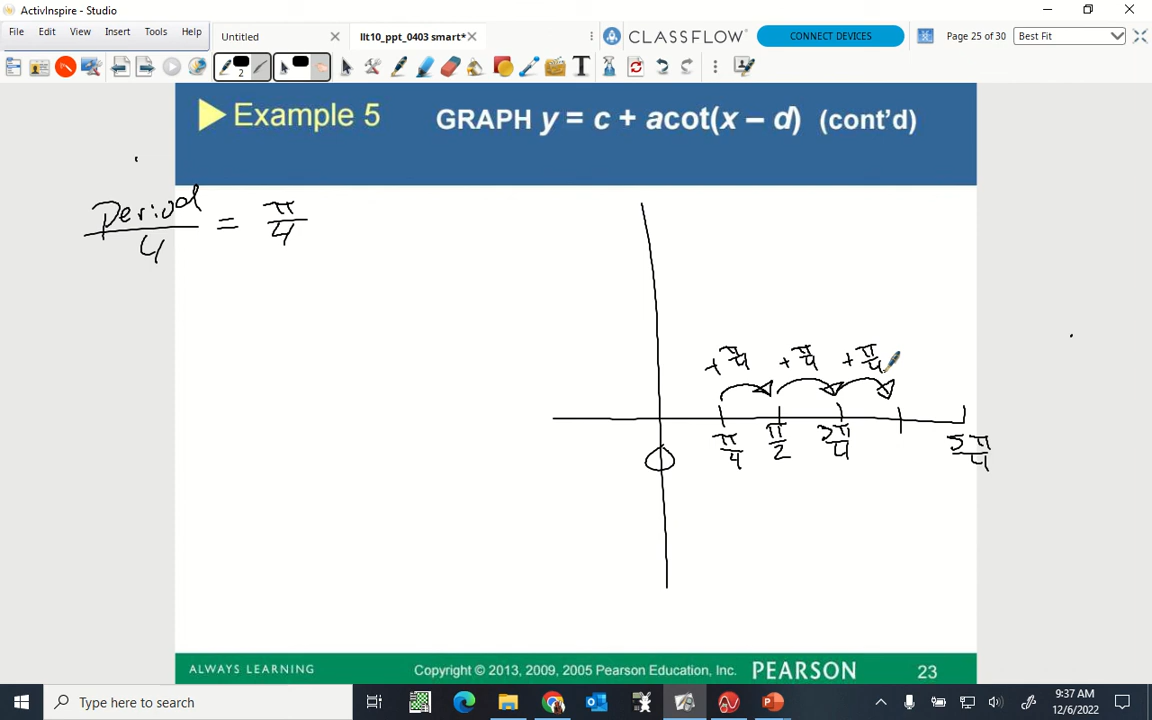 ActivInspire - Studio
File Edit View Insert Tools Help
Untitled
llt10_ppt_0403 smart*
CLASSFLOW
CONNECT DEVICES
Page 25 of 30
Best Fit
2
Example 5
GRAPH y = c + acot(x – d) (cont'd)
period/4 = π/4
+π/4 +π/4 +π/4
π/4 π/2 3π/4 5π/4
0
ALWAYS LEARNING
Copyright © 2013, 2009, 2005 Pearson Education, Inc.
PEARSON
23
Type here to search
9:37 AM
12/6/2022